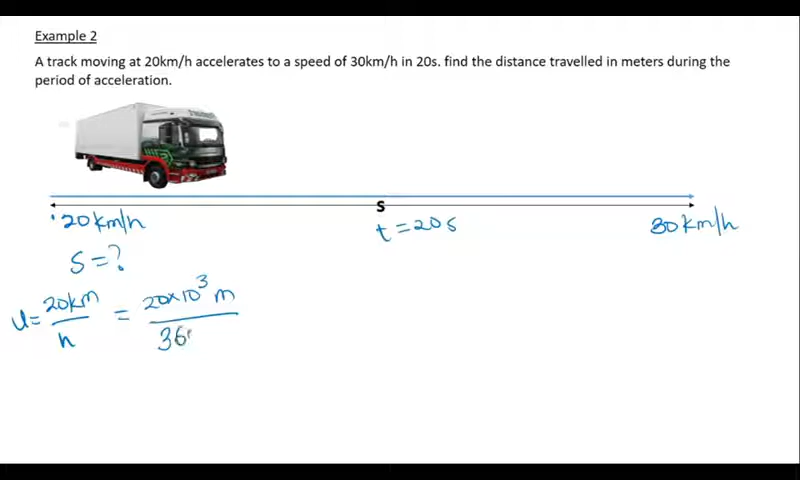 Example 2
A track moving at 20km/h accelerates to a speed of 30km/h in 20s. find the distance travelled in meters during the
period of acceleration.
S
20km/h
t = 20s
30km/h
s = ?
u = 20km/h = 20×10³ m/36